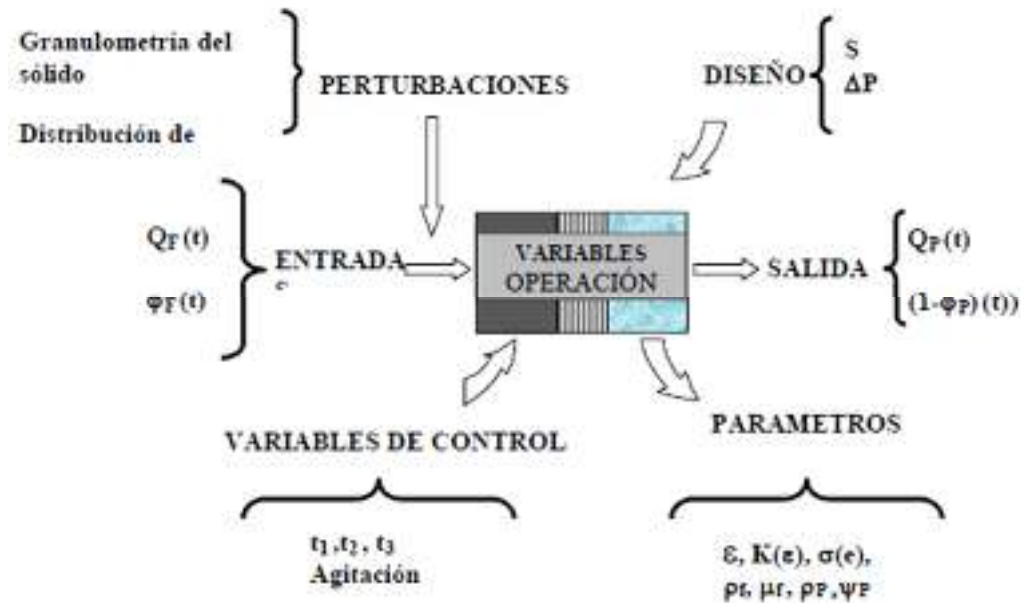 Granulometría del
sólido
Distribución de
PERTURBACIONES
DISEÑO
S
ΔP
QF(t)
φF(t)
ENTRADA
VARIABLES
OPERACIÓN
SALIDA
QP(t)
(1-φP)(t))
VARIABLES DE CONTROL
t1,t2, t3
Agitación
PARAMETROS
ε, K(ε), σ(e),
ρf, μf, ρP,ψP